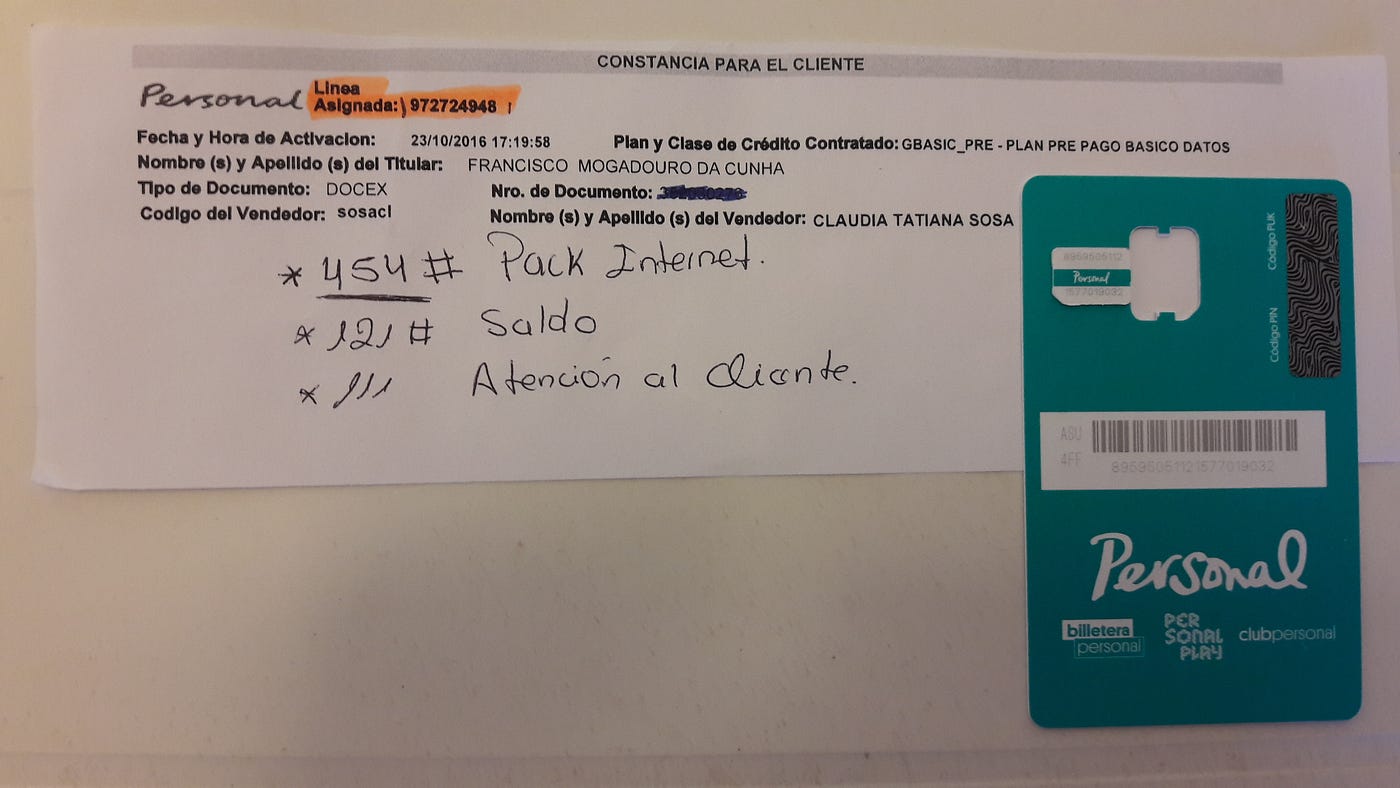 CONSTANCIA PARA EL CLIENTE
Personal Linea Asignada: 972724948
Fecha y Hora de Activacion: 23/10/2016 17:19:58 Plan y Clase de Crédito Contratado: GBASIC_PRE - PLAN PRE PAGO BASICO DATOS
Nombre (s) y Apellido (s) del Titular: FRANCISCO MOGADOURO DA CUNHA
Tipo de Documento: DOCEX Nro. de Documento:
Codigo del Vendedor: sosacl Nombre (s) y Apellido (s) del Vendedor: CLAUDIA TATIANA SOSA
* 454 # Pack Internet.
* 121 # Saldo
* 111 Atención al Cliente.
Código PUK
Código PIN
8959505112
Personal
1577019032
ASU
4FF
89595051121577019032
Personal
billetera personal
PERSONAL PLAY
clubpersonal